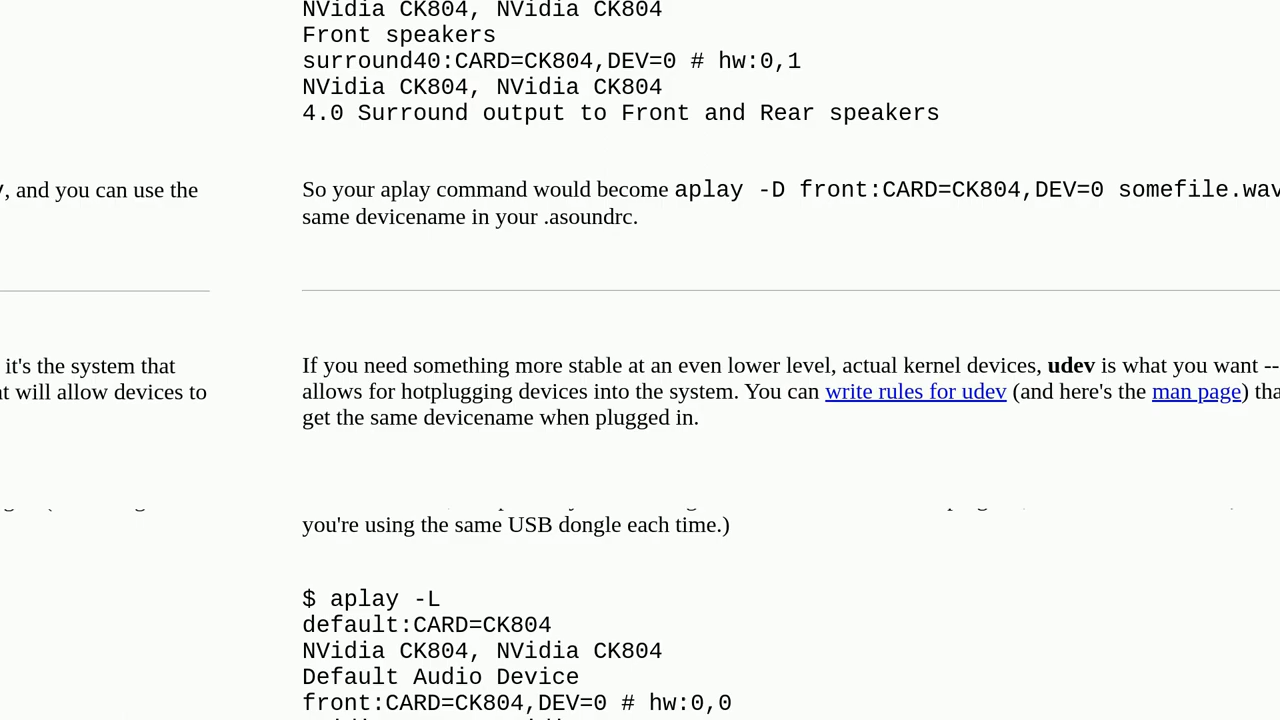 NVidia CK804, NVidia CK804
Front speakers
surround40:CARD=CK804,DEV=0 # hw:0,1
NVidia CK804, NVidia CK804
4.0 Surround output to Front and Rear speakers
, and you can use the
So your aplay command would become aplay -D front:CARD=CK804,DEV=0 somefile.wav
same devicename in your .asoundrc.
it's the system that
If you need something more stable at an even lower level, actual kernel devices, udev is what you want --
will allow devices to
allows for hotplugging devices into the system. You can write rules for udev (and here's the man page)
get the same devicename when plugged in.
you're using the same USB dongle each time.)
$ aplay -L
default:CARD=CK804
NVidia CK804, NVidia CK804
Default Audio Device
front:CARD=CK804,DEV=0 # hw:0,0